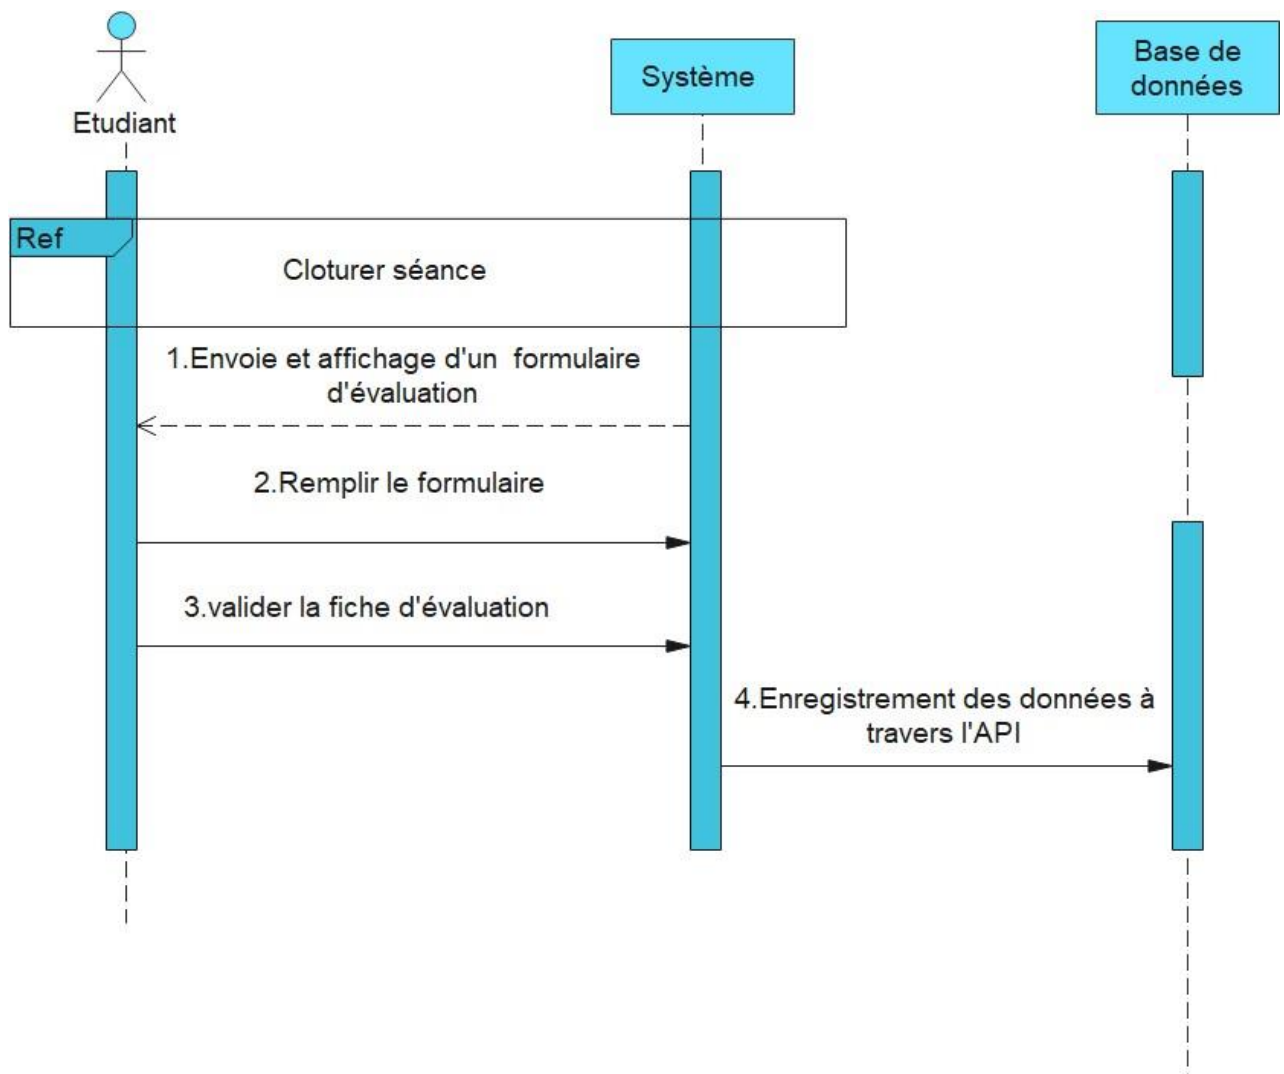 Etudiant
Système
Base de
données
Ref
Cloturer séance
1.Envoie et affichage d'un formulaire
d'évaluation
2.Remplir le formulaire
3.valider la fiche d'évaluation
4.Enregistrement des données à
travers l'API